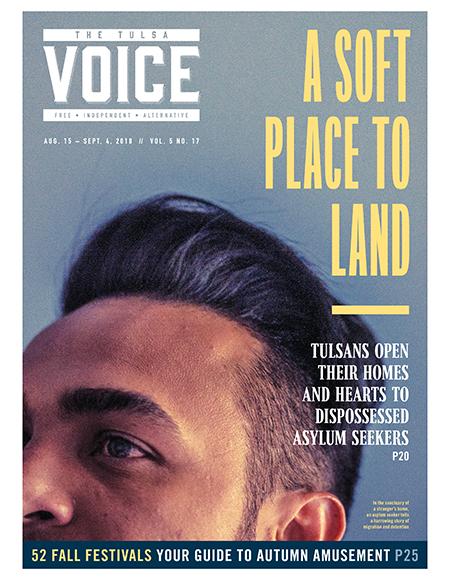 THE TULSA
VOICE
FREE • INDEPENDENT • ALTERNATIVE
AUG. 15 – SEPT. 4, 2018 // VOL. 5 NO. 17
A SOFT
PLACE TO
LAND
TULSANS OPEN
THEIR HOMES
AND HEARTS TO
DISPOSSESSED
ASYLUM SEEKERS
P20
In the sanctuary of
a stranger's home,
an asylum seeker tells
a harrowing story of
migration and detention
52 FALL FESTIVALS YOUR GUIDE TO AUTUMN AMUSEMENT P25